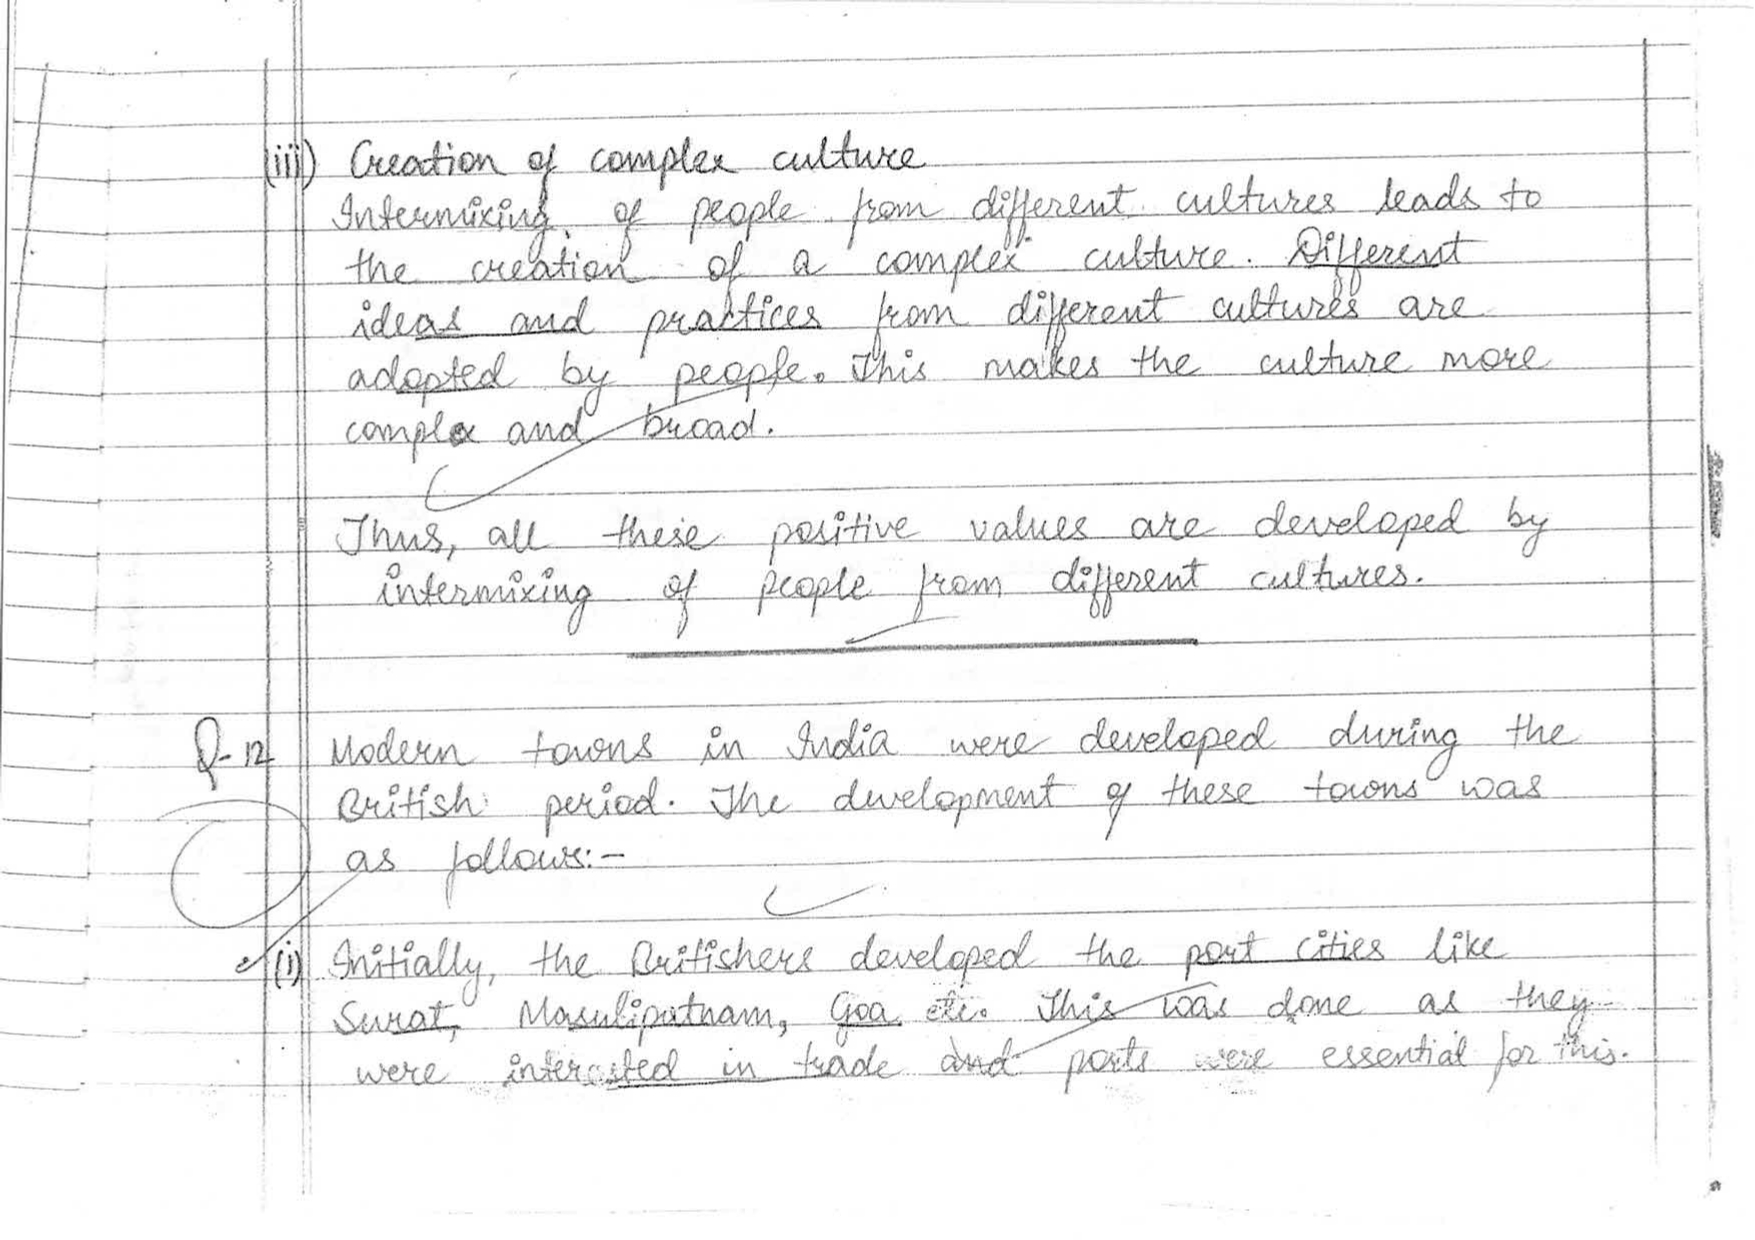 (iii) Creation of complex culture
Intermixing of people from different cultures leads to
the creation of a complex culture. Different
ideas and practices from different cultures are
adopted by people. This makes the culture more
complex and broad.
Thus, all these positive values are developed by
intermixing of people from different cultures.
Q-12 Modern towns in India were developed during the
British period. The development of these towns was
as follows:-
(i) Initially, the Britishers developed the port cities like
Surat, Masulipatnam, Goa etc. This was done as they
were interested in trade and ports were essential for this.